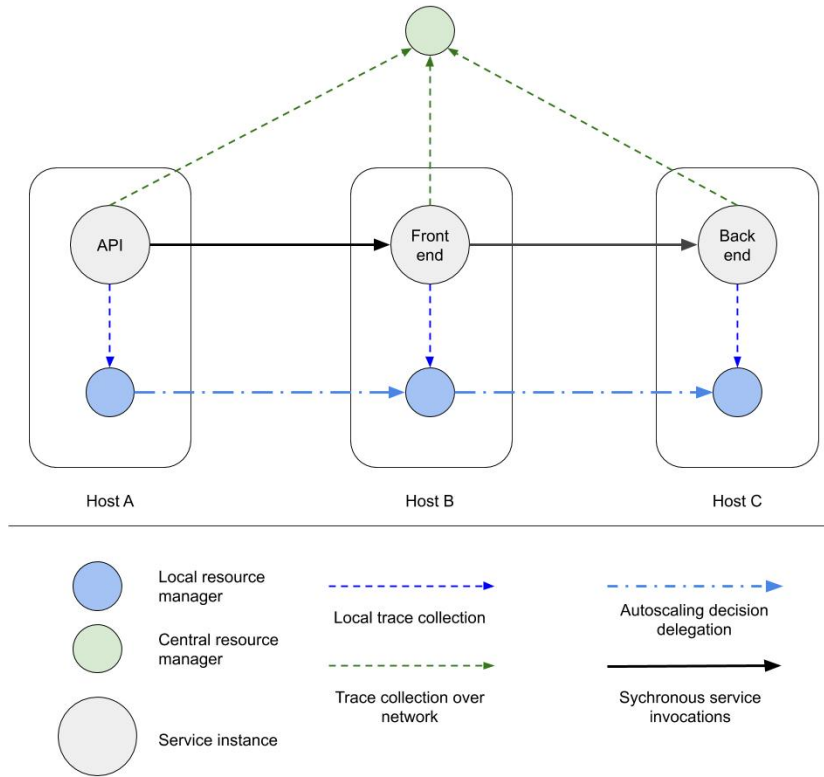 API
Front
end
Back
end
Host A
Host B
Host C
Local resource
manager
Local trace collection
Autoscaling decision
delegation
Central resource
manager
Trace collection over
network
Sychronous service
invocations
Service instance